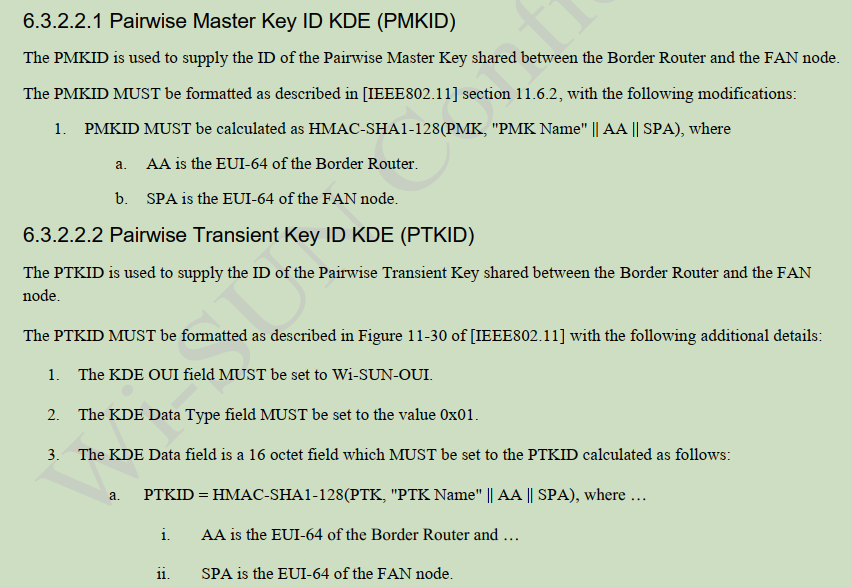 6.3.2.2.1 Pairwise Master Key ID KDE (PMKID)
The PMKID is used to supply the ID of the Pairwise Master Key shared between the Border Router and the FAN node.
The PMKID MUST be formatted as described in [IEEE802.11] section 11.6.2, with the following modifications:
1. PMKID MUST be calculated as HMAC-SHA1-128(PMK, "PMK Name" || AA || SPA), where
a. AA is the EUI-64 of the Border Router.
b. SPA is the EUI-64 of the FAN node.
6.3.2.2.2 Pairwise Transient Key ID KDE (PTKID)
The PTKID is used to supply the ID of the Pairwise Transient Key shared between the Border Router and the FAN
node.
The PTKID MUST be formatted as described in Figure 11-30 of [IEEE802.11] with the following additional details:
1. The KDE OUI field MUST be set to Wi-SUN-OUI.
2. The KDE Data Type field MUST be set to the value 0x01.
3. The KDE Data field is a 16 octet field which MUST be set to the PTKID calculated as follows:
a. PTKID = HMAC-SHA1-128(PTK, "PTK Name" || AA || SPA), where …
i. AA is the EUI-64 of the Border Router and …
ii. SPA is the EUI-64 of the FAN node.
Wi-SUN Confi